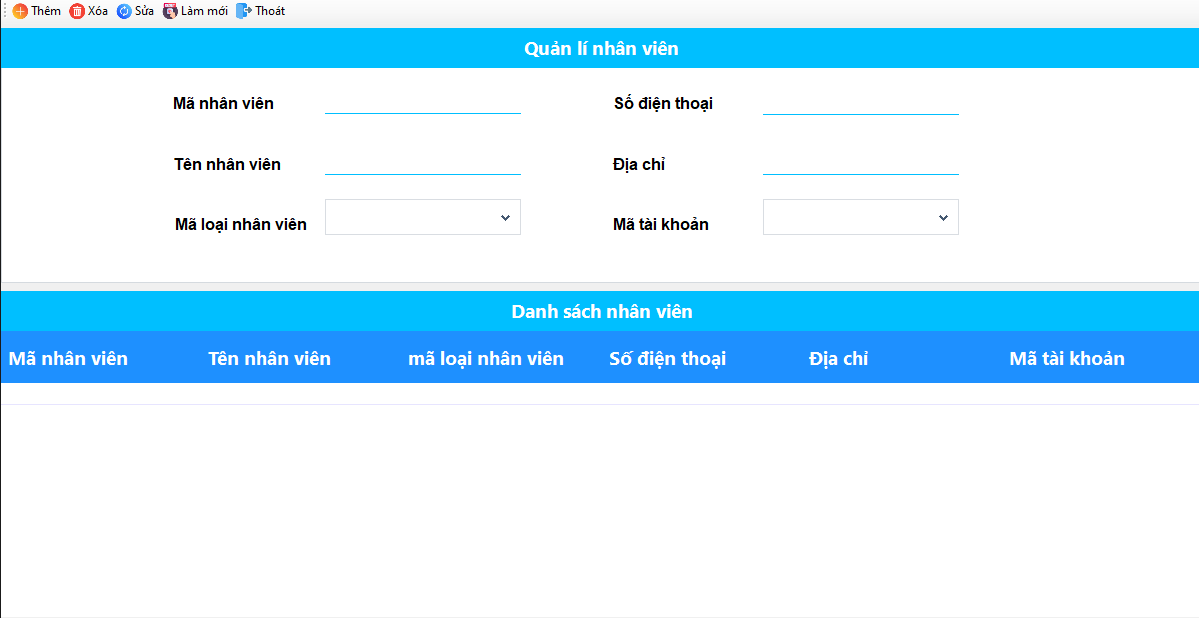 Thêm Xóa Sửa Làm mới Thoát
Quản lí nhân viên
Mã nhân viên Số điện thoại
Tên nhân viên Địa chỉ
Mã loại nhân viên Mã tài khoản
Danh sách nhân viên
Mã nhân viên Tên nhân viên mã loại nhân viên Số điện thoại Địa chỉ Mã tài khoản